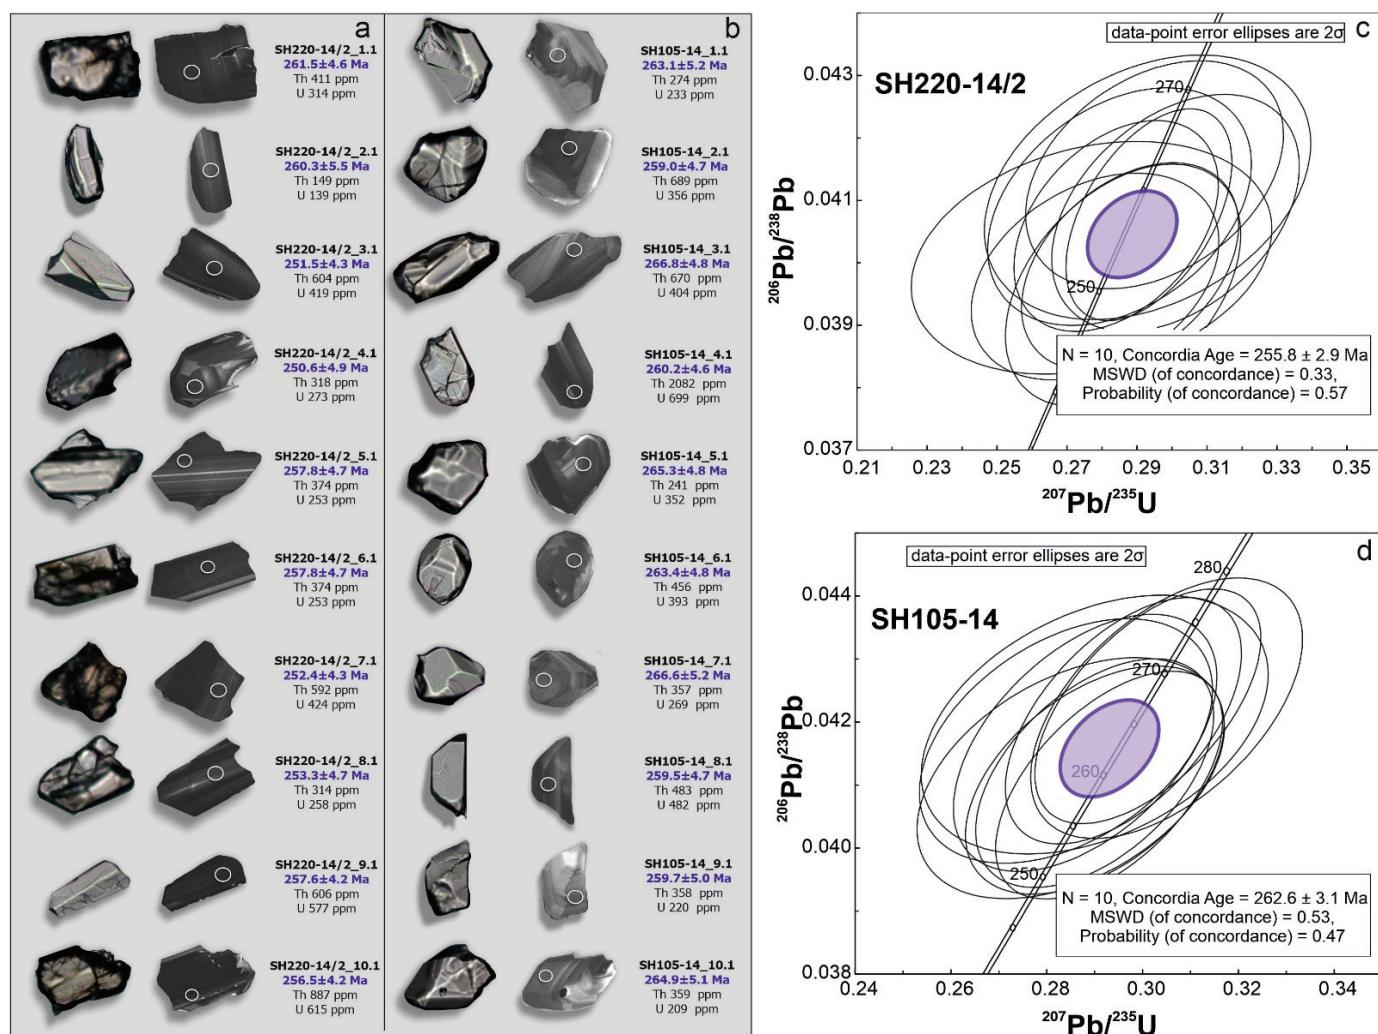 a
SH220-14/2_1.1
261.5±4.6 Ma
Th 411 ppm
U 314 ppm
SH220-14/2_2.1
260.3±5.5 Ma
Th 149 ppm
U 139 ppm
SH220-14/2_3.1
251.5±4.3 Ma
Th 604 ppm
U 419 ppm
SH220-14/2_4.1
250.6±4.9 Ma
Th 318 ppm
U 273 ppm
SH220-14/2_5.1
257.8±4.7 Ma
Th 374 ppm
U 253 ppm
SH220-14/2_6.1
257.8±4.7 Ma
Th 374 ppm
U 253 ppm
SH220-14/2_7.1
252.4±4.3 Ma
Th 592 ppm
U 424 ppm
SH220-14/2_8.1
253.3±4.7 Ma
Th 314 ppm
U 258 ppm
SH220-14/2_9.1
257.6±4.2 Ma
Th 606 ppm
U 577 ppm
SH220-14/2_10.1
256.5±4.2 Ma
Th 887 ppm
U 615 ppm
b
SH105-14_1.1
263.1±5.2 Ma
Th 274 ppm
U 233 ppm
SH105-14_2.1
259.0±4.7 Ma
Th 689 ppm
U 356 ppm
SH105-14_3.1
266.8±4.8 Ma
Th 670 ppm
U 404 ppm
SH105-14_4.1
260.2±4.6 Ma
Th 2082 ppm
U 699 ppm
SH105-14_5.1
265.3±4.8 Ma
Th 241 ppm
U 352 ppm
SH105-14_6.1
263.4±4.8 Ma
Th 456 ppm
U 393 ppm
SH105-14_7.1
266.6±5.2 Ma
Th 357 ppm
U 269 ppm
SH105-14_8.1
259.5±4.7 Ma
Th 483 ppm
U 482 ppm
SH105-14_9.1
259.7±5.0 Ma
Th 358 ppm
U 220 ppm
SH105-14_10.1
264.9±5.1 Ma
Th 359 ppm
U 209 ppm
c
data-point error ellipses are 2σ
SH220-14/2
270
250
0.043
0.041
0.039
0.037
²⁰⁶Pb/²³⁸Pb
N = 10, Concordia Age = 255.8 ± 2.9 Ma
MSWD (of concordance) = 0.33,
Probability (of concordance) = 0.57
0.21 0.23 0.25 0.27 0.29 0.31 0.33 0.35
²⁰⁷Pb/²³⁵U
d
data-point error ellipses are 2σ
SH105-14
280
270
260
250
0.044
0.042
0.040
0.038
²⁰⁶Pb/²³⁸Pb
N = 10, Concordia Age = 262.6 ± 3.1 Ma
MSWD (of concordance) = 0.53,
Probability (of concordance) = 0.47
0.24 0.26 0.28 0.30 0.32 0.34
²⁰⁷Pb/²³⁵U